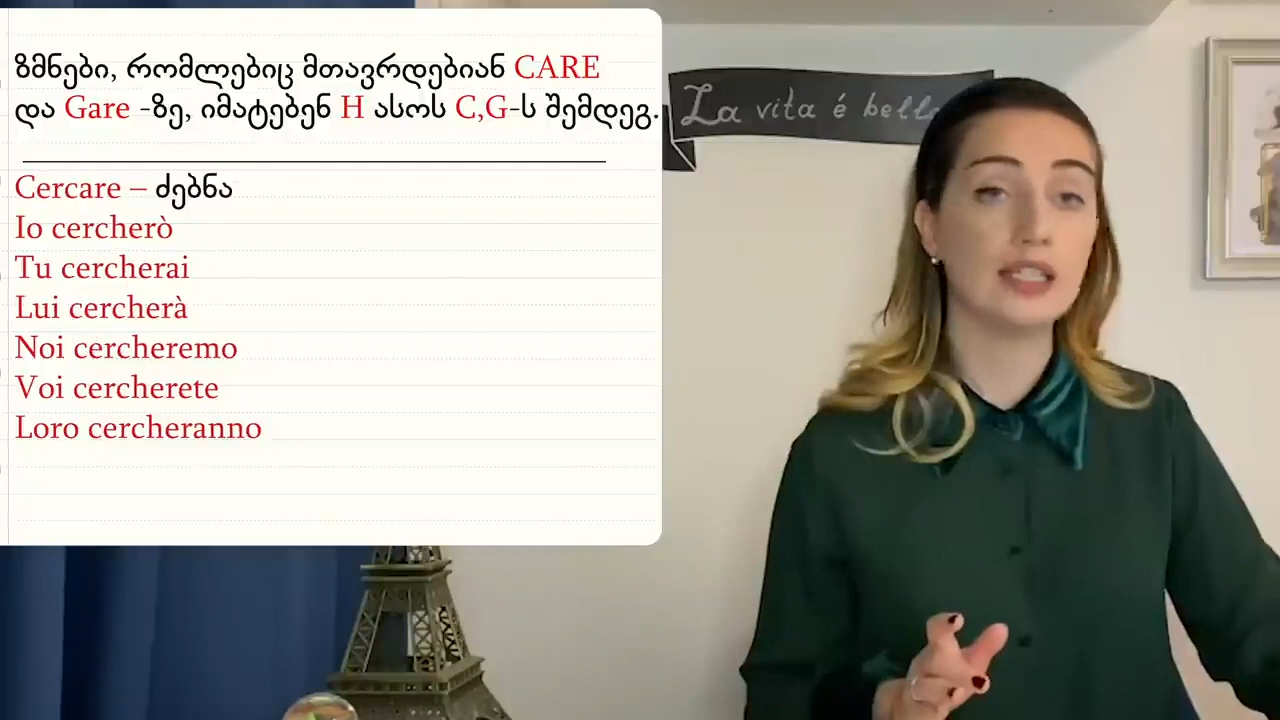 ზმნები, რომლებიც მთავრდებიან CARE
და Gare -ზე, იმატებენ H ასოს C,G-ს შემდეგ.
Cercare – ძებნა
Io cercherò
Tu cercherai
Lui cercherà
Noi cercheremo
Voi cercherete
Loro cercheranno
La vita é bell